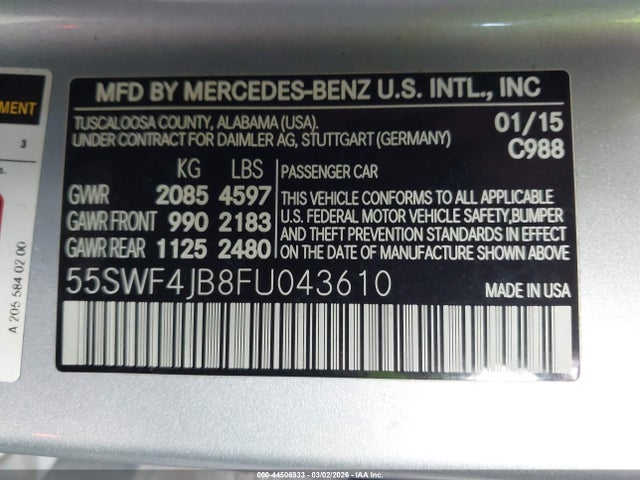 MENT
3
A 205 584 02 00
MFD BY MERCEDES-BENZ U.S. INTL., INC
TUSCALOOSA COUNTY, ALABAMA (USA).
UNDER CONTRACT FOR DAIMLER AG, STUTTGART (GERMANY)
01/15
C988
KG LBS
GVWR 2085 4597
GAWR FRONT 990 2183
GAWR REAR 1125 2480
PASSENGER CAR
THIS VEHICLE CONFORMS TO ALL APPLICABLE
U.S. FEDERAL MOTOR VEHICLE SAFETY,BUMPER
AND THEFT PREVENTION STANDARDS IN EFFECT
ON THE DATE OF MANUFACTURE SHOWN ABOVE
55SWF4JB8FU043610
MADE IN USA
000-44506933 - 03/02/2026 - IAA Inc.